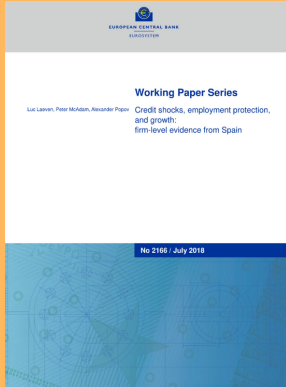 EUROPEAN CENTRAL BANK
EUROSYSTEM
Working Paper Series
Luc Laeven, Peter McAdam, Alexander Popov
Credit shocks, employment protection,
and growth:
firm-level evidence from Spain
No 2166 / July 2018